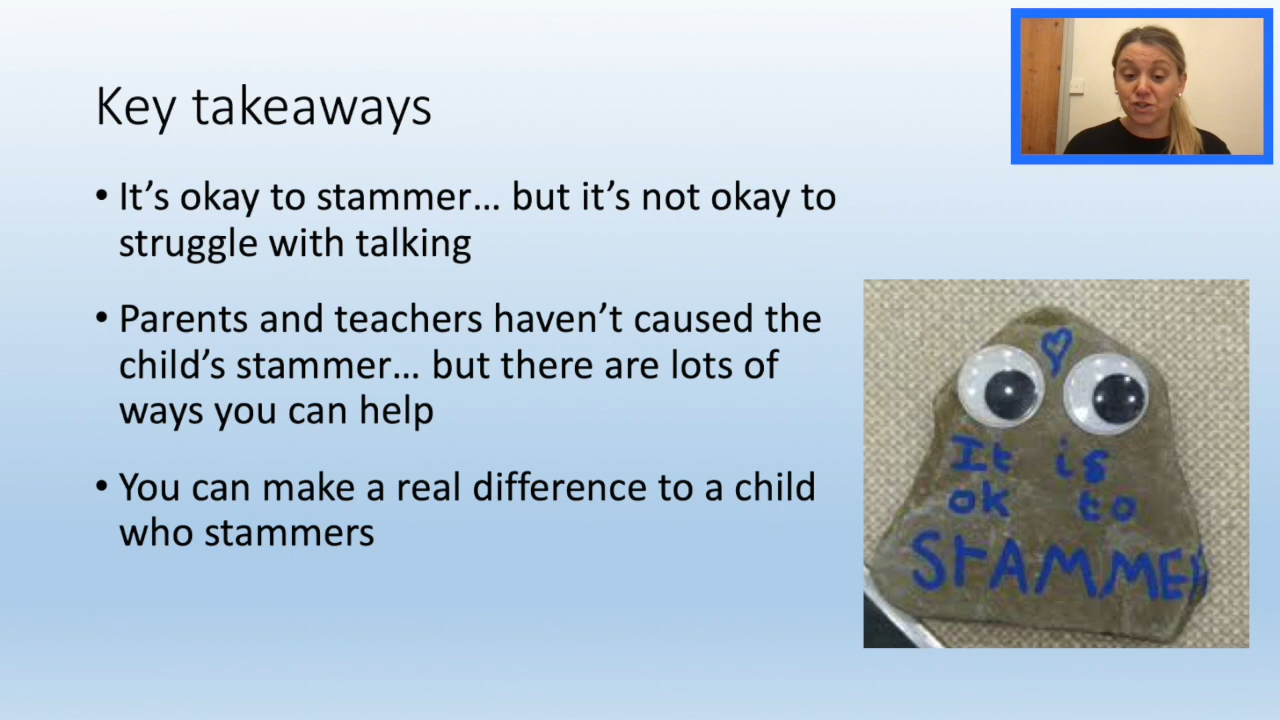 Key takeaways
• It’s okay to stammer… but it’s not okay to
struggle with talking
• Parents and teachers haven’t caused the
child’s stammer… but there are lots of
ways you can help
• You can make a real difference to a child
who stammers
It is
ok to
STAMMER